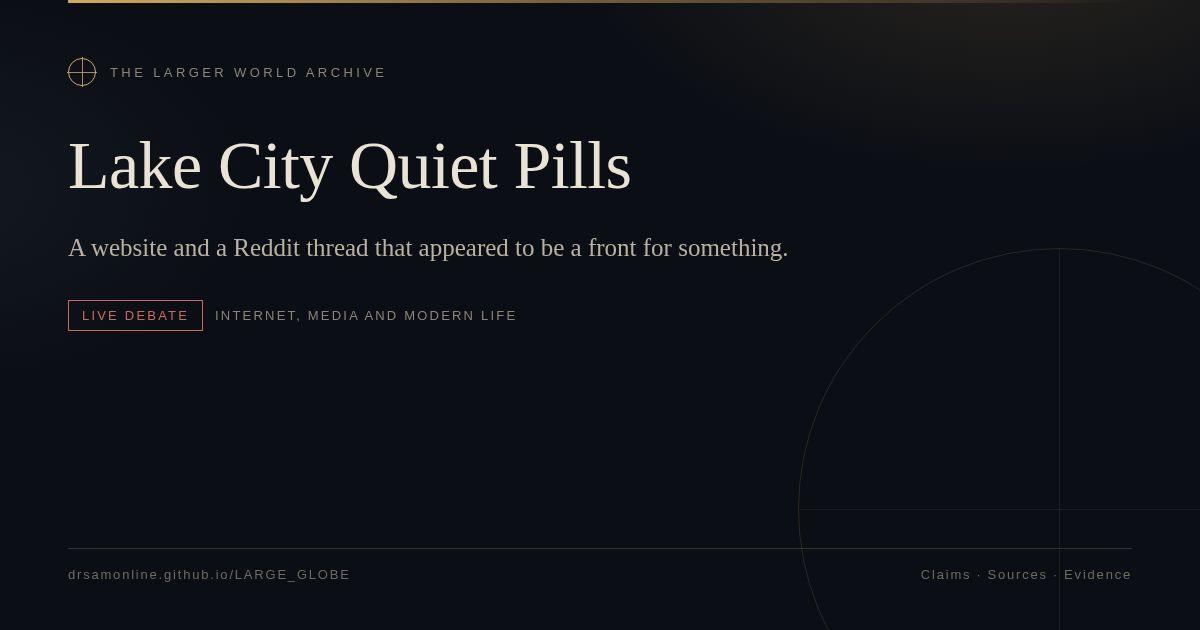 THE LARGER WORLD ARCHIVE
Lake City Quiet Pills
A website and a Reddit thread that appeared to be a front for something.
LIVE DEBATE INTERNET, MEDIA AND MODERN LIFE
drsamonline.github.io/LARGE_GLOBE Claims · Sources · Evidence